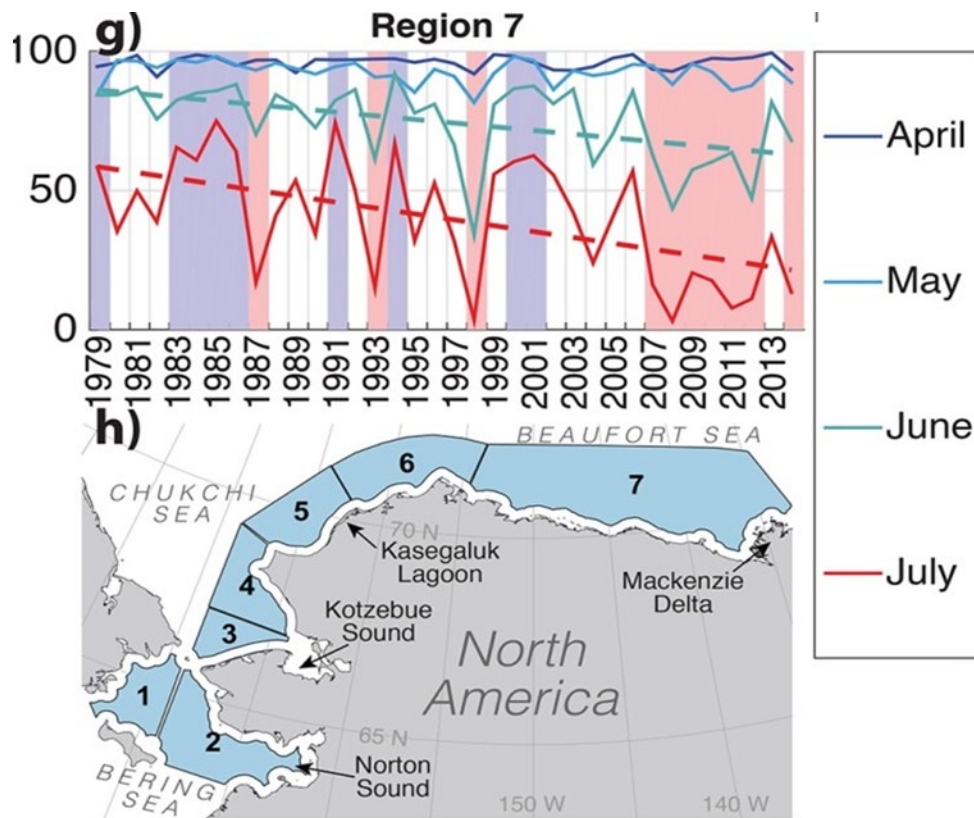 g) Region 7
100
50
0
1979
1981
1983
1985
1987
1989
1991
1993
1995
1997
1999
2001
2003
2005
2007
2009
2011
2013
April
May
June
July
h)
BEAUFORT SEA
CHUKCHI
SEA
6
7
5
70 N
Kasegaluk
Lagoon
Mackenzie
Delta
4
Kotzebue
Sound
3
North
America
1
2
65 N
Norton
Sound
BERING
SEA
150 W
140 W